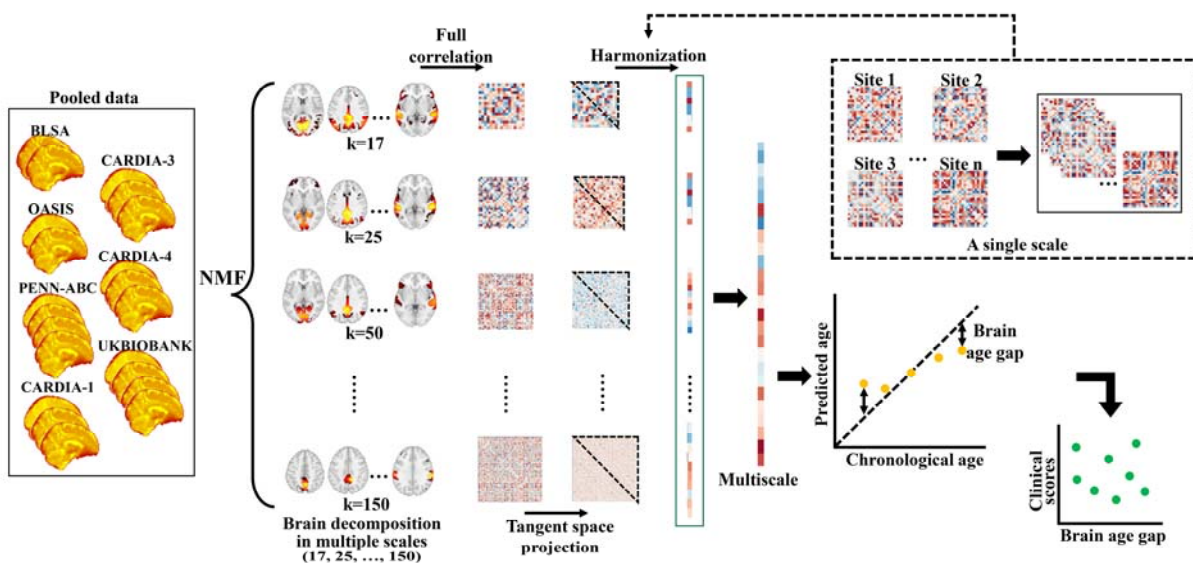 Pooled data
BLSA
CARDIA-3
OASIS
CARDIA-4
PENN-ABC
UKBIOBANK
CARDIA-1
NMF
Full
correlation
Harmonization
k=17
k=25
k=50
k=150
Brain decomposition
in multiple scales
(17, 25, ..., 150)
Tangent space
projection
Multiscale
Site 1
Site 2
Site 3
Site n
A single scale
Predicted age
Brain
age gap
Chronological age
Clinical
scores
Brain age gap